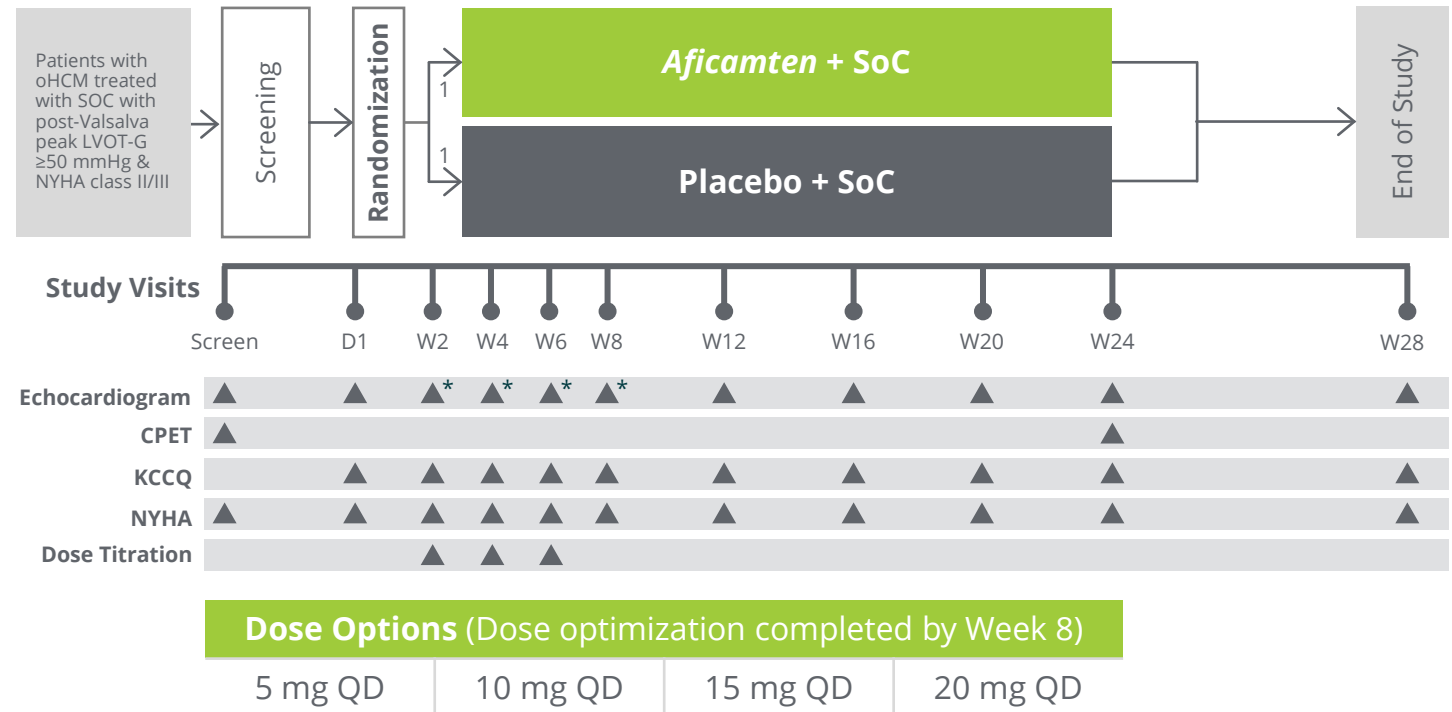 Patients with
oHCM treated
with SOC with
post-Valsalva
peak LVOT-G
≥50 mmHg &
NYHA class II/III
Screening
Randomization
1
1
Aficamten + SoC
Placebo + SoC
End of Study
Study Visits
Screen D1 W2 W4 W6 W8 W12 W16 W20 W24 W28
Echocardiogram * * * *
CPET
KCCQ
NYHA
Dose Titration
Dose Options (Dose optimization completed by Week 8)
5 mg QD 10 mg QD 15 mg QD 20 mg QD